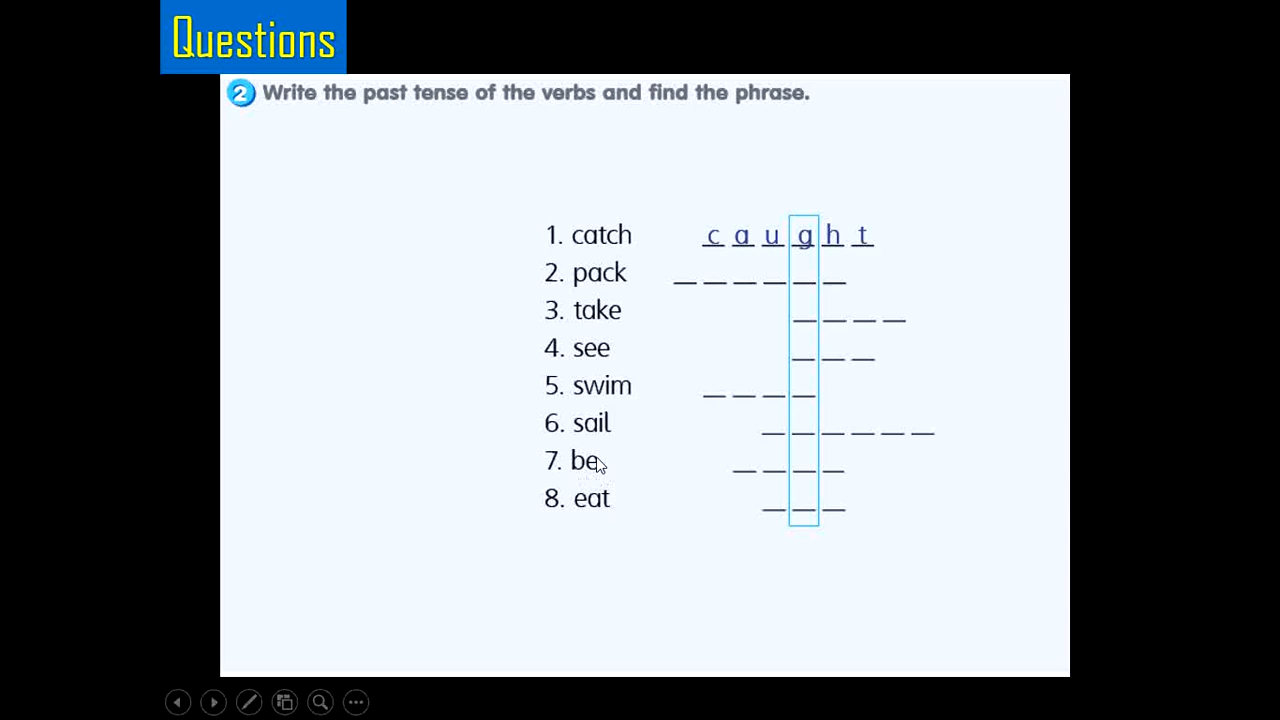 Questions
2 Write the past tense of the verbs and find the phrase.
1. catch c a u g h t
2. pack _ _ _ _ _ _
3. take _ _ _ _
4. see _ _ _
5. swim _ _ _ _
6. sail _ _ _ _ _ _
7. be _ _ _ _
8. eat _ _ _